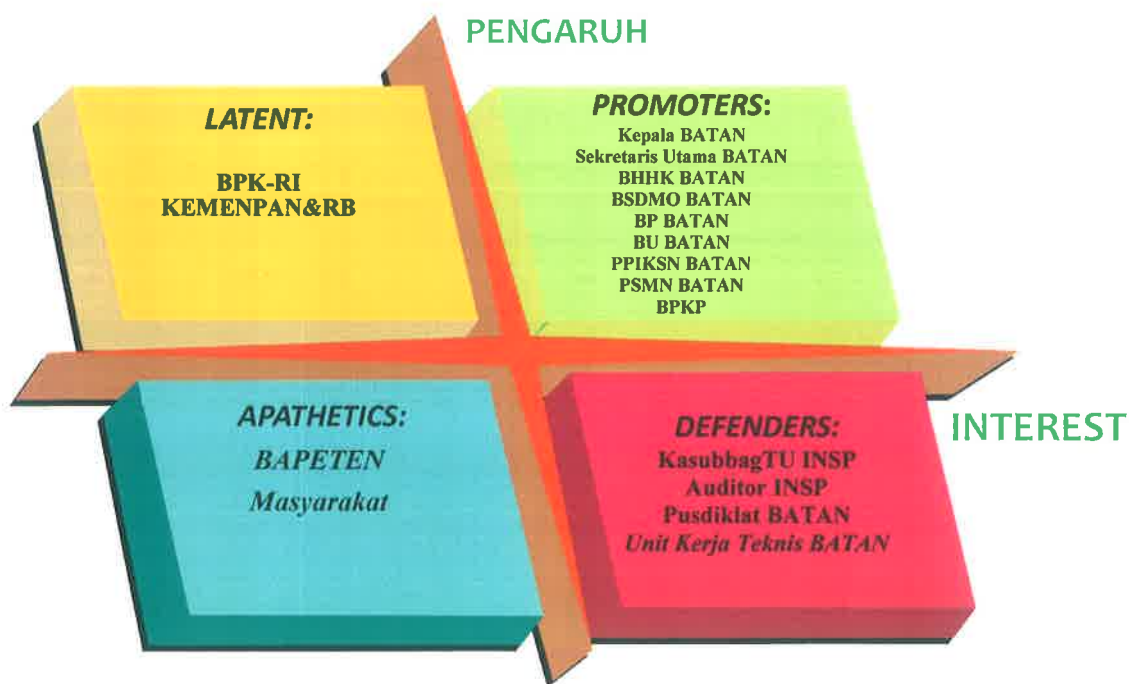 PENGARUH
LATENT:
BPK-RI
KEMENPAN&RB
PROMOTERS:
Kepala BATAN
Sekretaris Utama BATAN
BHHK BATAN
BSDMO BATAN
BP BATAN
BU BATAN
PPIKSN BATAN
PSMN BATAN
BPKP
APATHETICS:
BAPETEN
Masyarakat
DEFENDERS:
KasubbagTU INSP
Auditor INSP
Pusdiklat BATAN
Unit Kerja Teknis BATAN
INTEREST